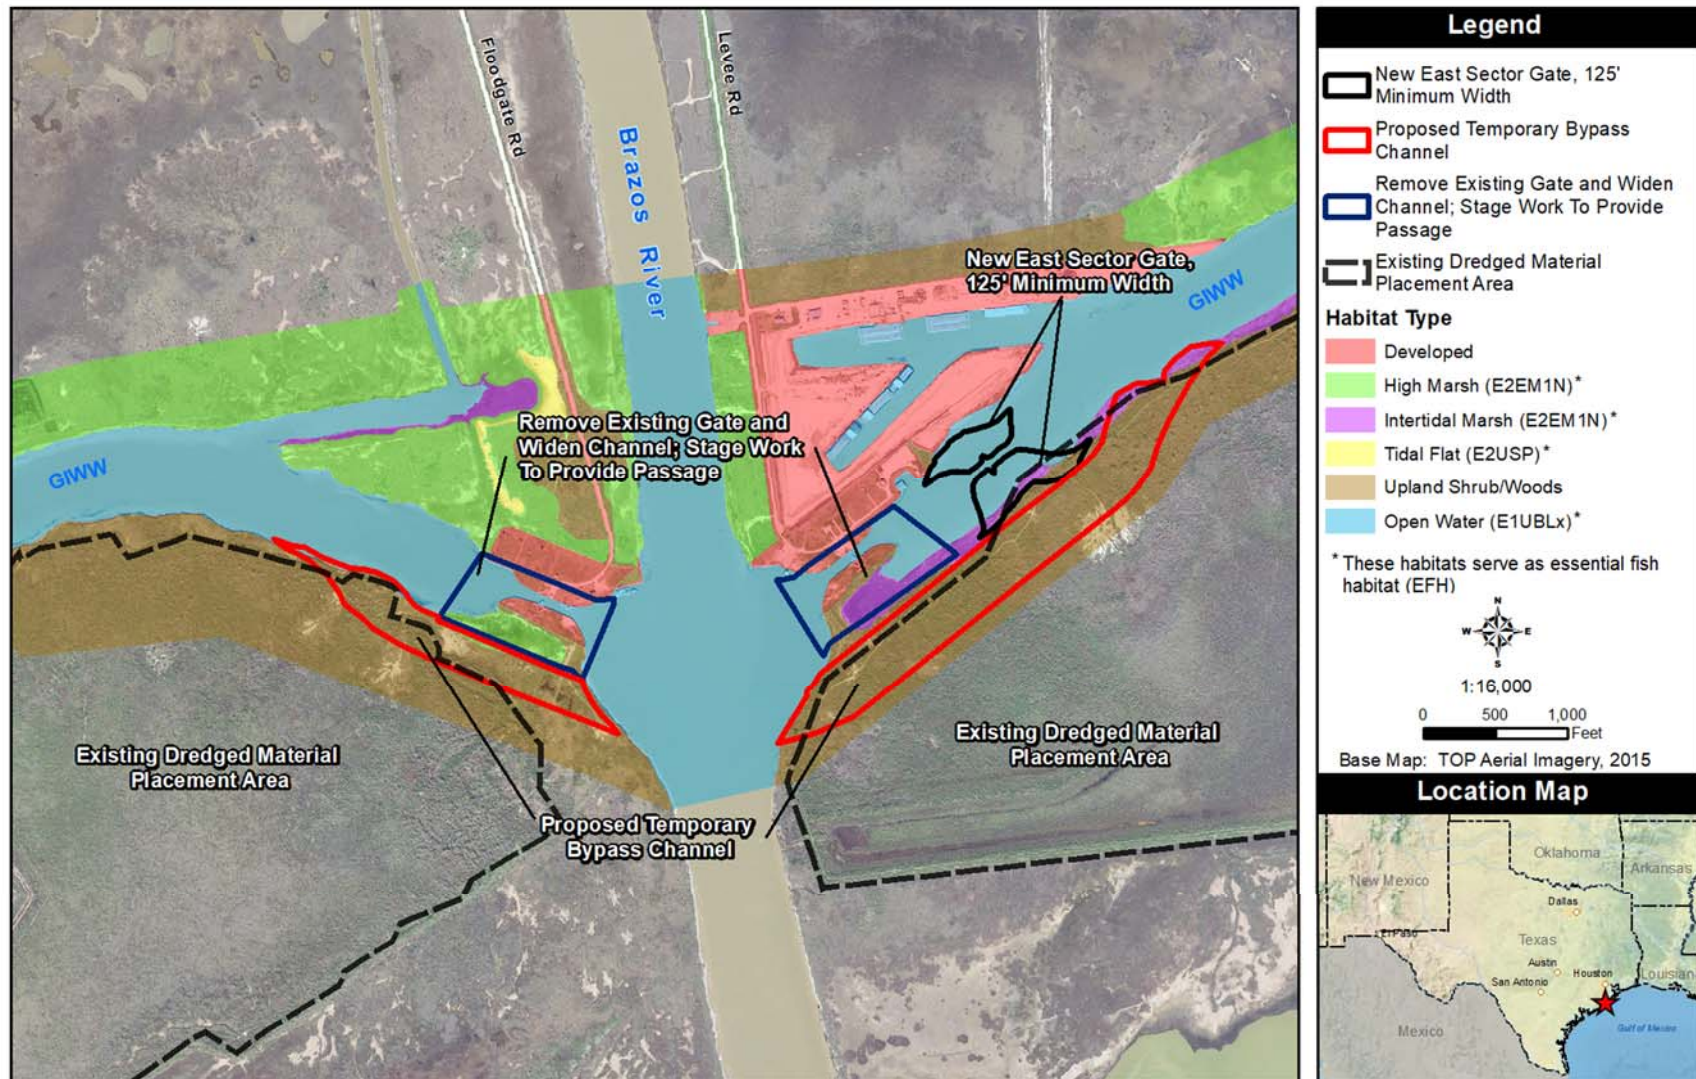 Floodgate Rd
Levee Rd
Brazos River
New East Sector Gate,
125' Minimum Width
GIWW
Remove Existing Gate and
Widen Channel; Stage Work
To Provide Passage
GIWW
Existing Dredged Material
Placement Area
Existing Dredged Material
Placement Area
Proposed Temporary
Bypass Channel
Legend
New East Sector Gate, 125'
Minimum Width
Proposed Temporary Bypass
Channel
Remove Existing Gate and Widen
Channel; Stage Work To Provide
Passage
Existing Dredged Material
Placement Area
Habitat Type
Developed
High Marsh (E2EM1N)*
Intertidal Marsh (E2EM1N)*
Tidal Flat (E2USP)*
Upland Shrub/Woods
Open Water (E1UBLx)*
* These habitats serve as essential fish
habitat (EFH)
N
W E
S
1:16,000
0 500 1,000
Feet
Base Map: TOP Aerial Imagery, 2015
Location Map
Oklahoma
Arkansas
New Mexico
Dallas
El Paso
Texas
Austin
Houston
San Antonio
Louisian
Mexico
Gulf of Mexico